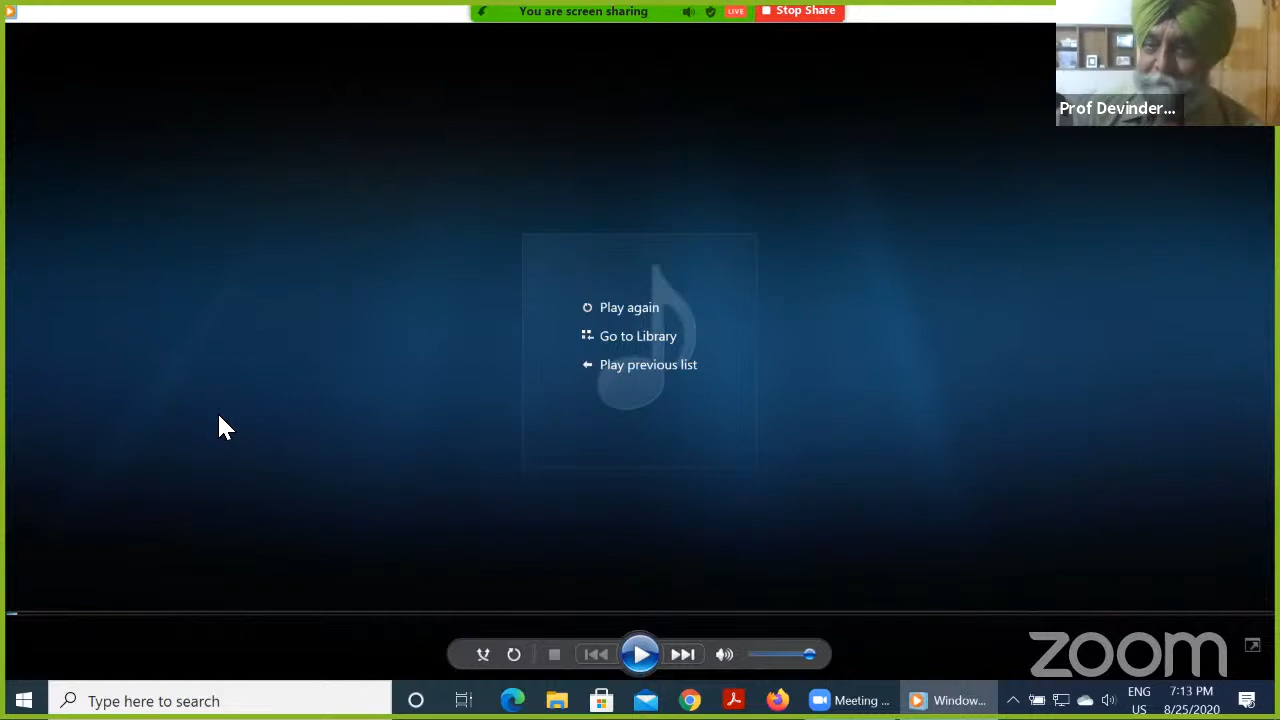 You are screen sharing
LIVE
Stop Share
Prof Devinder...
Play again
Go to Library
Play previous list
zoom
Type here to search
Meeting ...
Window...
ENG
US
7:13 PM
8/25/2020